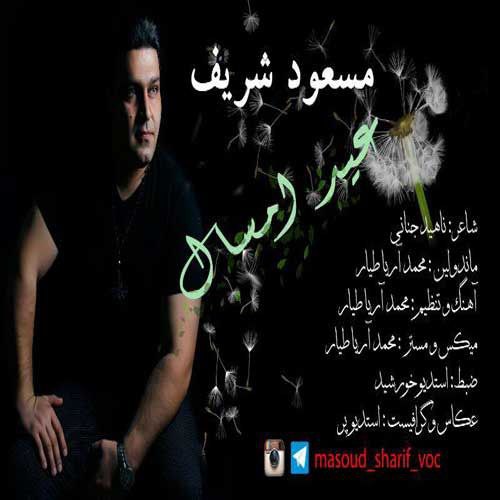 مسعود شریف
عید امسال
شاعر: ناهید جنانی
ماندولین: محمد آریا طیار
آهنگ و تنظیم: محمد آریا طیار
میکس و مستر: محمد آریا طیار
ضبط: استدیو خورشید
عکاس و گرافیست: استدیو پر
masoud_sharif_voc